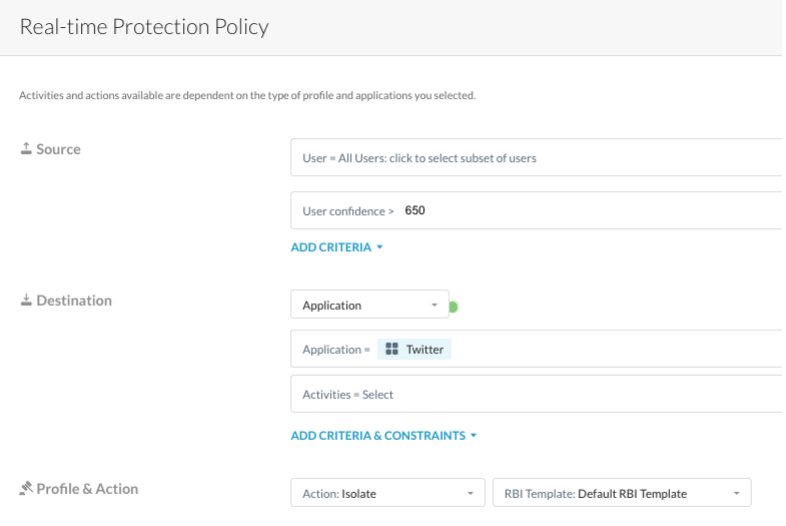 Real-time Protection Policy
Activities and actions available are dependent on the type of profile and applications you selected.
Source
User = All Users: click to select subset of users
User confidence > 650
ADD CRITERIA
Destination
Application
Application = Twitter
Activities = Select
ADD CRITERIA & CONSTRAINTS
Profile & Action
Action: Isolate
RBI Template: Default RBI Template